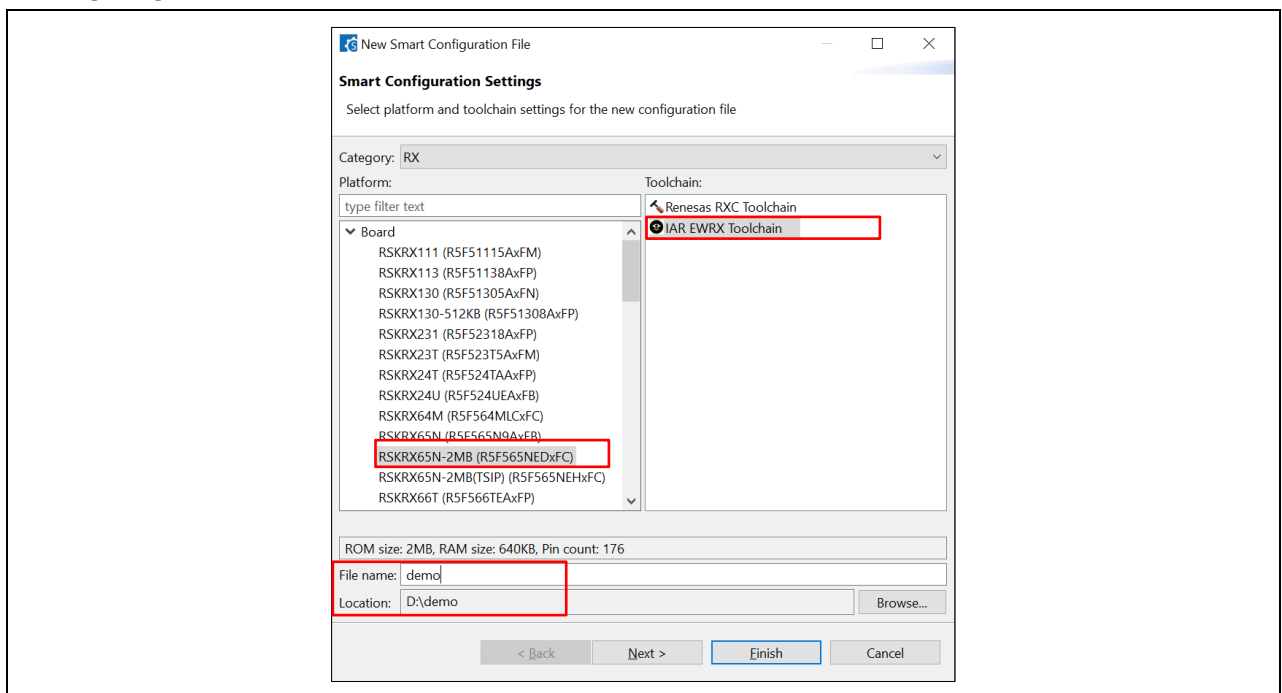 New Smart Configuration File
Smart Configuration Settings
Select platform and toolchain settings for the new configuration file
Category: RX
Platform:
Toolchain:
type filter text
Board
RSKRX111 (R5F51115AxFM)
RSKRX113 (R5F51138AxFP)
RSKRX130 (R5F51305AxFN)
RSKRX130-512KB (R5F51308AxFP)
RSKRX231 (R5F52318AxFP)
RSKRX23T (R5F523T5AxFM)
RSKRX24T (R5F524TAAxFP)
RSKRX24U (R5F524UEAxFB)
RSKRX64M (R5F564MLCxFC)
RSKRX65N (R5F565N9AxFB)
RSKRX65N-2MB (R5F565NEDxFC)
RSKRX65N-2MB(TSIP) (R5F565NEHxFC)
RSKRX66T (R5F566TEAxFP)
Renesas RXC Toolchain
IAR EWRX Toolchain
ROM size: 2MB, RAM size: 640KB, Pin count: 176
File name: demo
Location: D:\demo
Browse...
< Back
Next >
Finish
Cancel